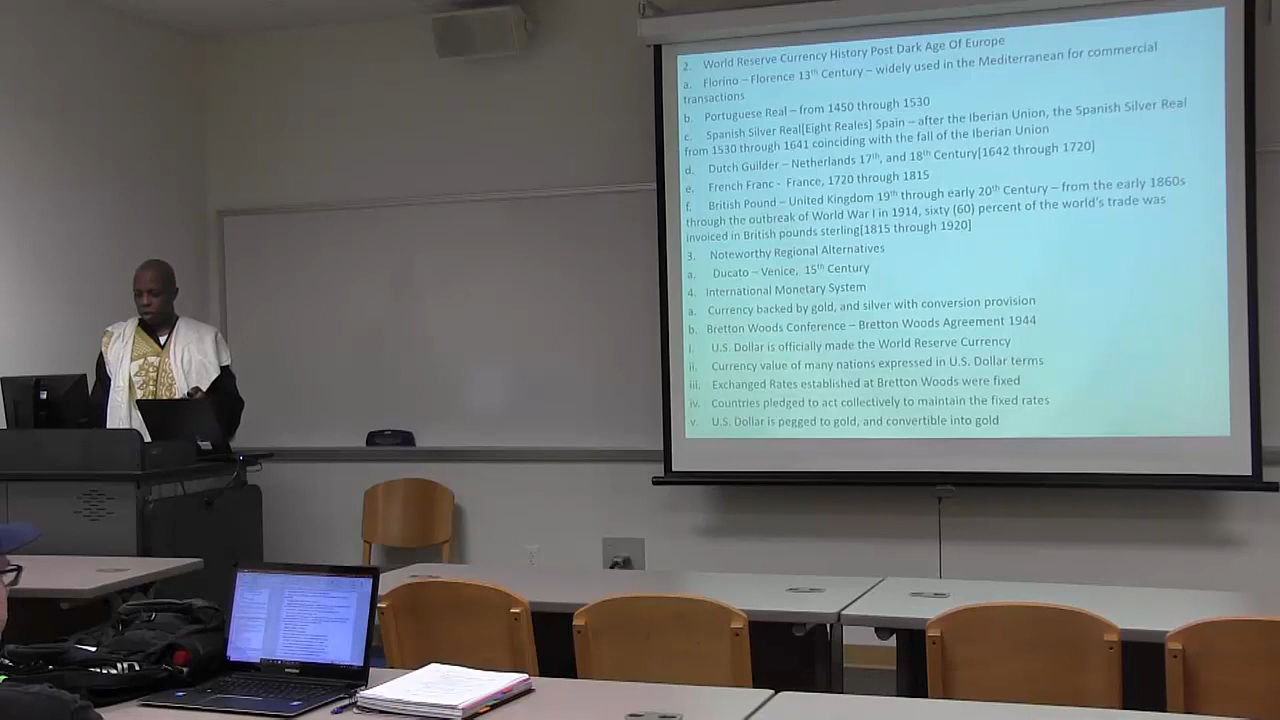 2. World Reserve Currency History Post Dark Age Of Europe
a. Florino – Florence 13th Century – widely used in the Mediterranean for commercial
transactions
b. Portuguese Real – from 1450 through 1530
c. Spanish Silver Real[Eight Reales] Spain – after the Iberian Union, the Spanish Silver Real
from 1530 through 1641 coinciding with the fall of the Iberian Union
d. Dutch Guilder – Netherlands 17th, and 18th Century[1642 through 1720]
e. French Franc - France, 1720 through 1815
f. British Pound – United Kingdom 19th through early 20th Century – from the early 1860s
through the outbreak of World War I in 1914, sixty (60) percent of the world's trade was
invoiced in British pounds sterling[1815 through 1920]
3. Noteworthy Regional Alternatives
a. Ducato – Venice, 15th Century
4. International Monetary System
a. Currency backed by gold, and silver with conversion provision
b. Bretton Woods Conference – Bretton Woods Agreement 1944
i. U.S. Dollar is officially made the World Reserve Currency
ii. Currency value of many nations expressed in U.S. Dollar terms
iii. Exchanged Rates established at Bretton Woods were fixed
iv. Countries pledged to act collectively to maintain the fixed rates
v. U.S. Dollar is pegged to gold, and convertible into gold